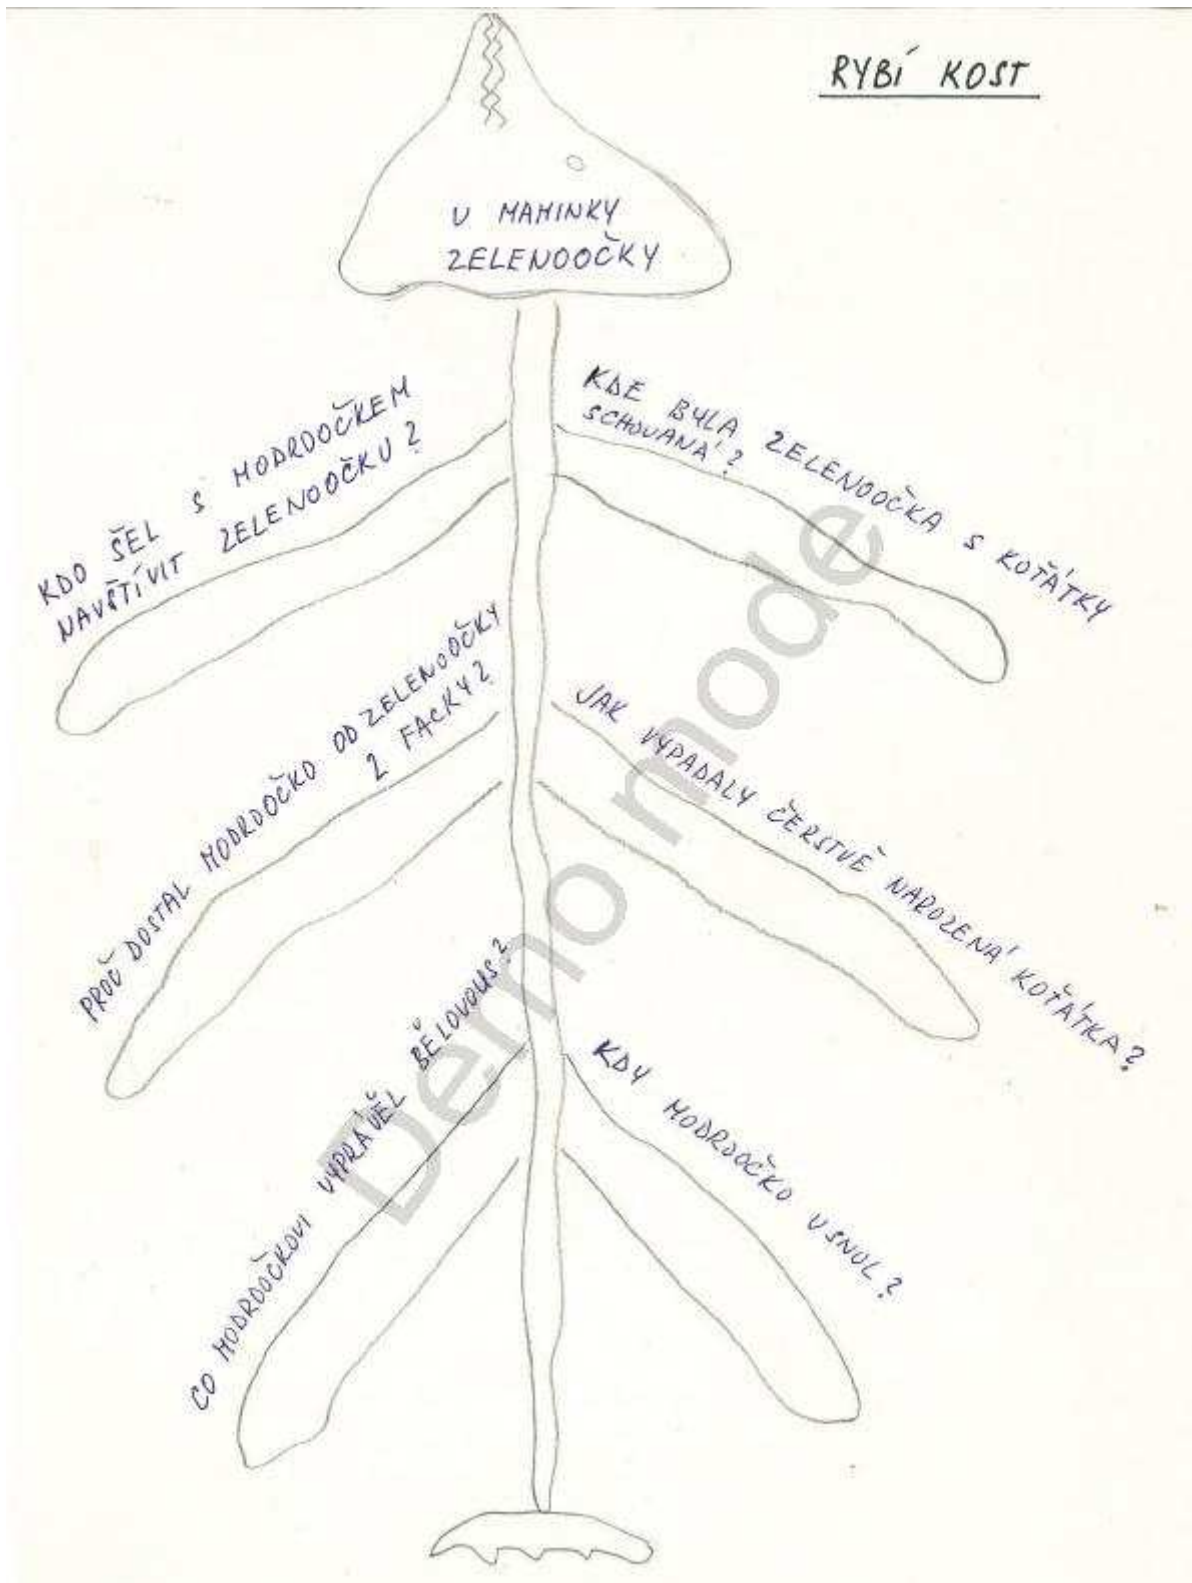 RYBÍ KOST
U MAMINKY
ZELENOOČKY
KDO ŠEL S MODROOČKEM
NAVŠTÍVIT ZELENOOČKU?
KDE BYLA ZELENOOČKA S KOŤÁTKY
SCHOVANÁ?
PROČ DOSTAL MODROOČKO OD ZELENOOČKY
2 FACKY?
JAK VYPADALY ČERSTVĚ NAROZENÁ KOŤÁTKA?
CO MODROOČKOVI VYPRÁVĚL BĚLOVOUS?
KDY MODROOČKO USNUL?
Demo mode